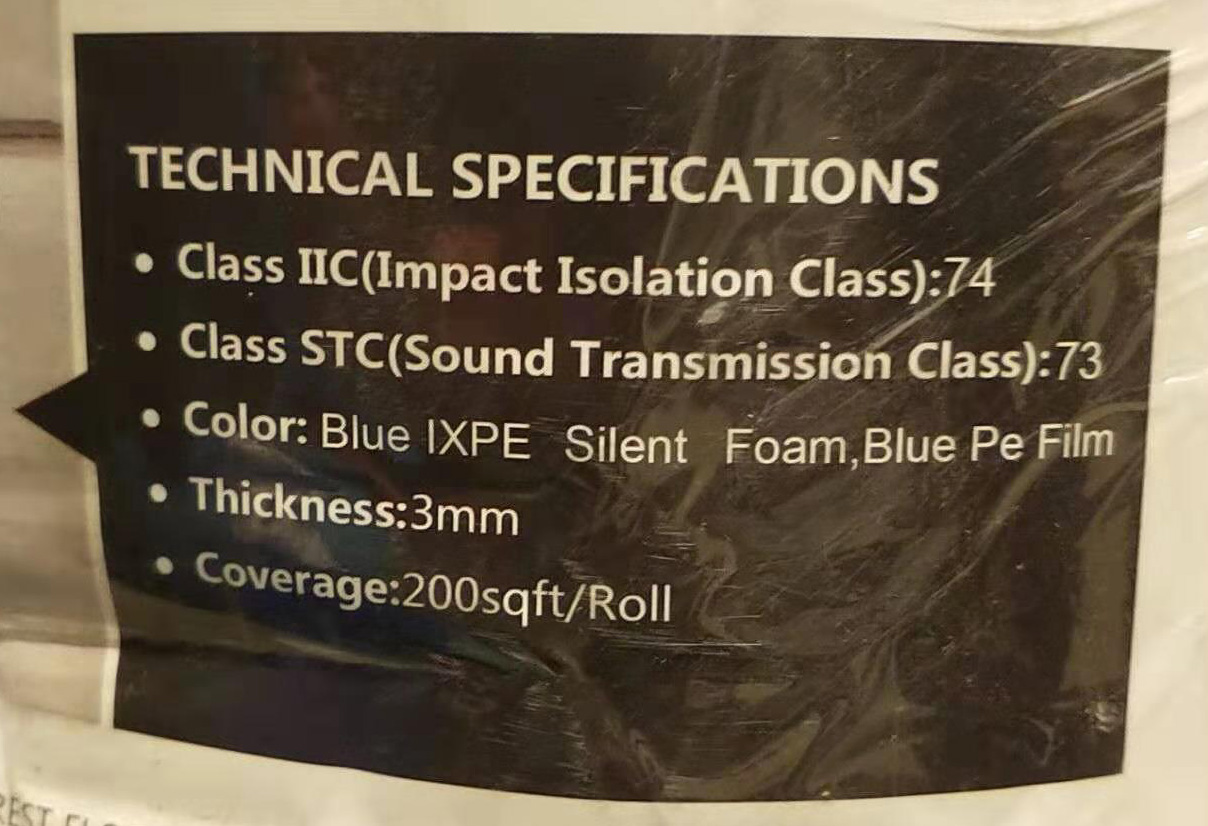 TECHNICAL SPECIFICATIONS
• Class IIC(Impact Isolation Class):74
• Class STC(Sound Transmission Class):73
• Color: Blue IXPE Silent Foam,Blue Pe Film
• Thickness:3mm
• Coverage:200sqft/Roll